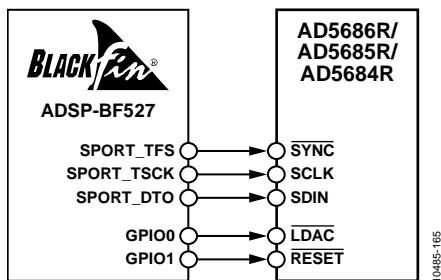 BLACKfin®
ADSP-BF527
SPORT_TFS
SPORT_TSCK
SPORT_DTO
GPIO0
GPIO1
AD5686R/
AD5685R/
AD5684R
SYNC
SCLK
SDIN
LDAC
RESET
10485-165